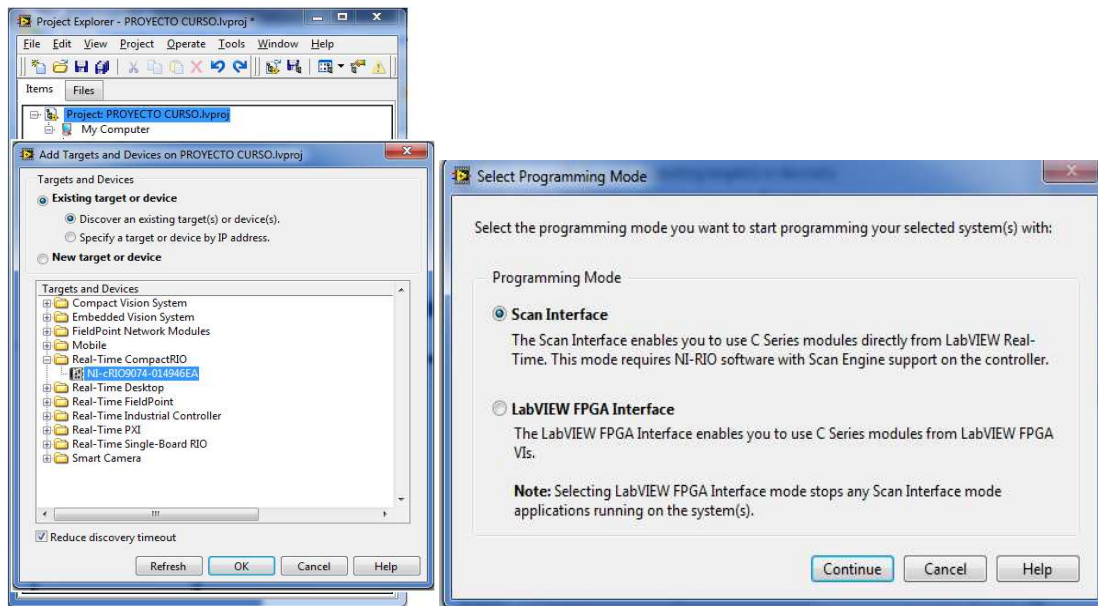 Project Explorer - PROYECTO CURSO.lvproj *
File Edit View Project Operate Tools Window Help
Items Files
Project: PROYECTO CURSO.lvproj
My Computer
Add Targets and Devices on PROYECTO CURSO.lvproj
Targets and Devices
Existing target or device
Discover an existing target(s) or device(s).
Specify a target or device by IP address.
New target or device
Targets and Devices
Compact Vision System
Embedded Vision System
FieldPoint Network Modules
Mobile
Real-Time CompactRIO
NI-cRIO9074-014946EA
Real-Time Desktop
Real-Time FieldPoint
Real-Time Industrial Controller
Real-Time PXI
Real-Time Single-Board RIO
Smart Camera
Reduce discovery timeout
Refresh OK Cancel Help
Select Programming Mode
Select the programming mode you want to start programming your selected system(s) with:
Programming Mode
Scan Interface
The Scan Interface enables you to use C Series modules directly from LabVIEW Real-
Time. This mode requires NI-RIO software with Scan Engine support on the controller.
LabVIEW FPGA Interface
The LabVIEW FPGA Interface enables you to use C Series modules from LabVIEW FPGA
VIs.
Note: Selecting LabVIEW FPGA Interface mode stops any Scan Interface mode
applications running on the system(s).
Continue Cancel Help